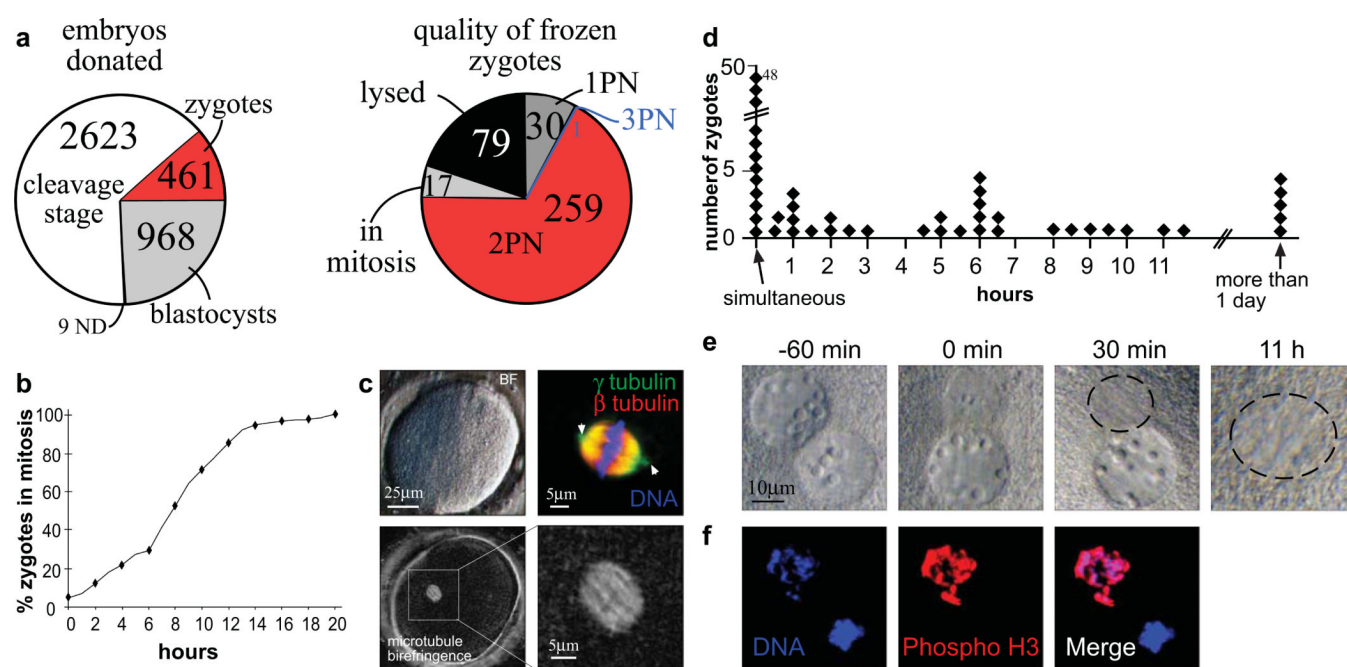 a
embryos
donated
2623
zygotes
461
cleavage
stage
968
9 ND
blastocysts
quality of frozen
zygotes
lysed
1PN
3PN
79
30
1
17
259
in
mitosis
2PN
b
% zygotes in mitosis
100
80
60
40
20
0
0 2 4 6 8 10 12 14 16 18 20
hours
c
BF
25µm
γ tubulin
β tubulin
5µm
DNA
microtubule
birefringence
5µm
d
number of zygotes
50
48
5
0
1 2 3 4 5 6 7 8 9 10 11
simultaneous
hours
more than
1 day
e
-60 min
0 min
30 min
11 h
10µm
f
DNA
Phospho H3
Merge